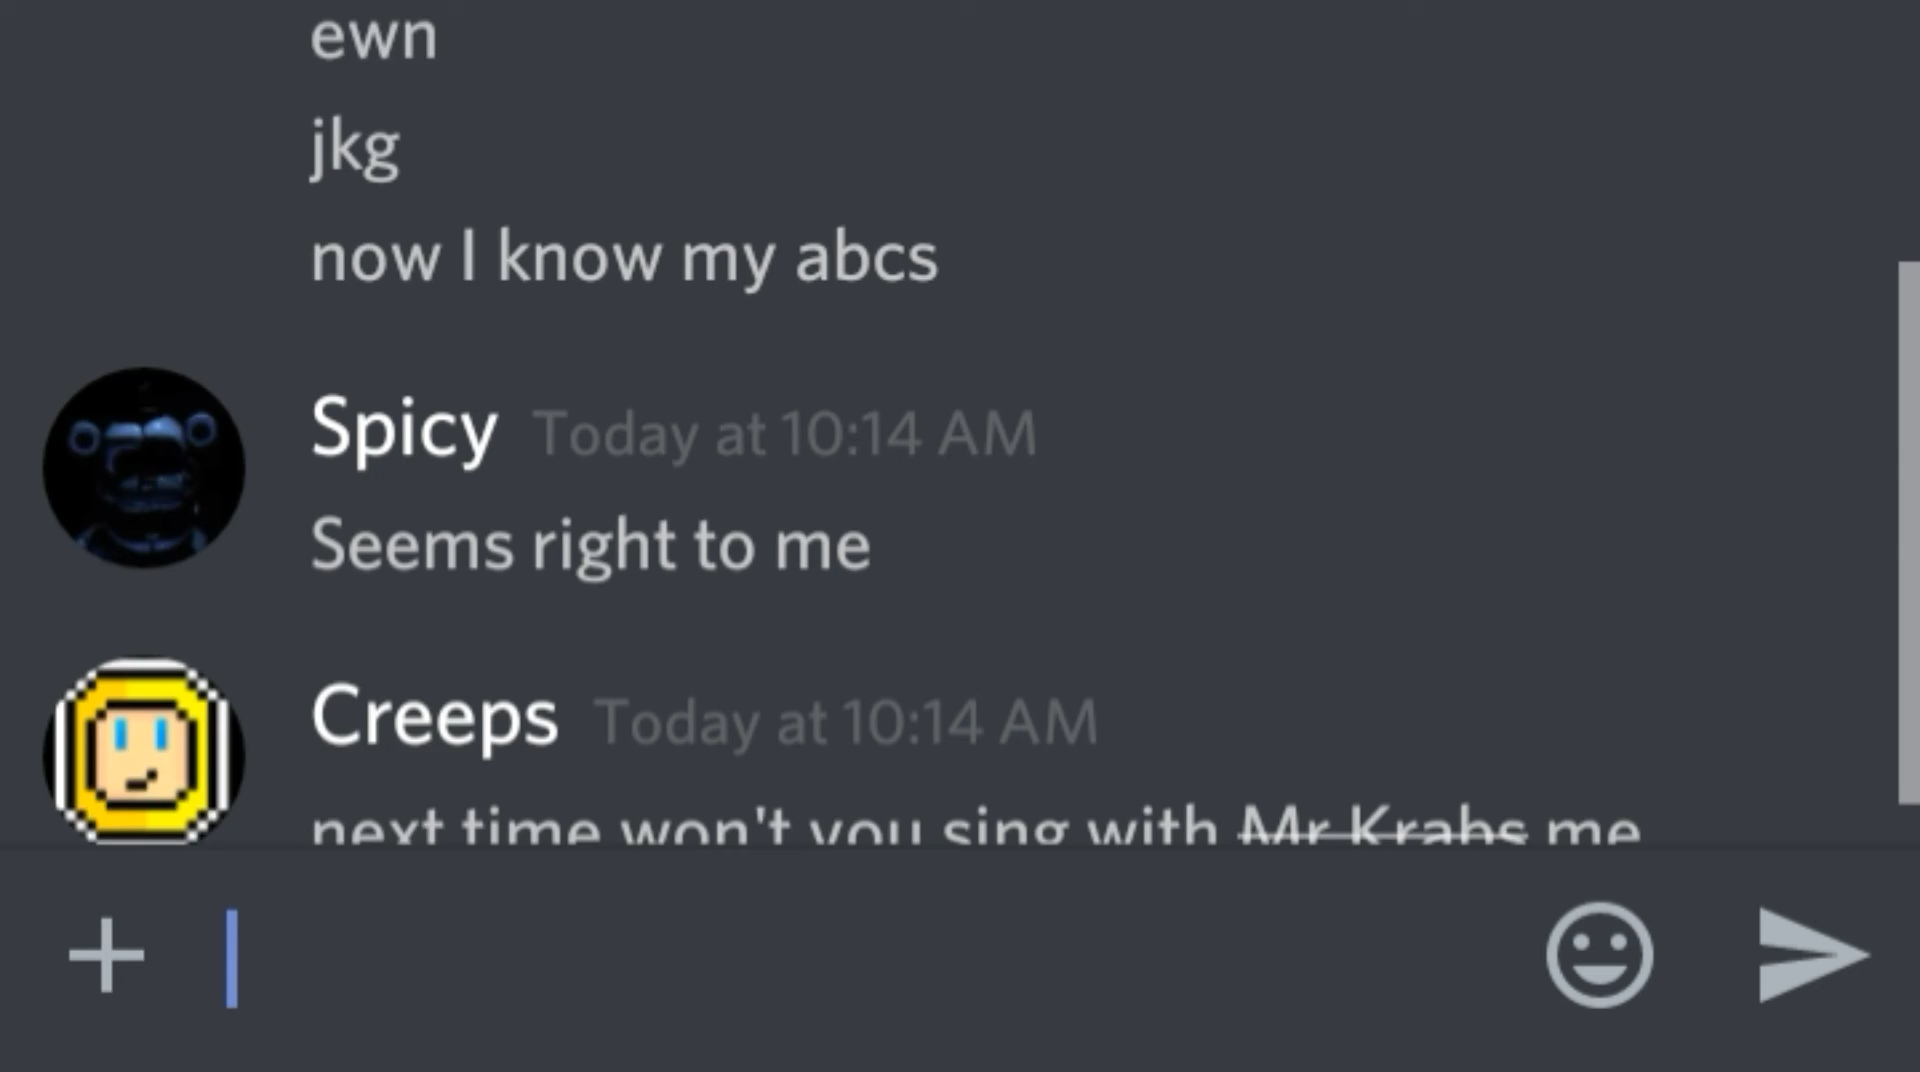 ewn
jkg
now I know my abcs
Spicy Today at 10:14 AM
Seems right to me
Creeps Today at 10:14 AM
next time won't you sing with Mr Krabs me